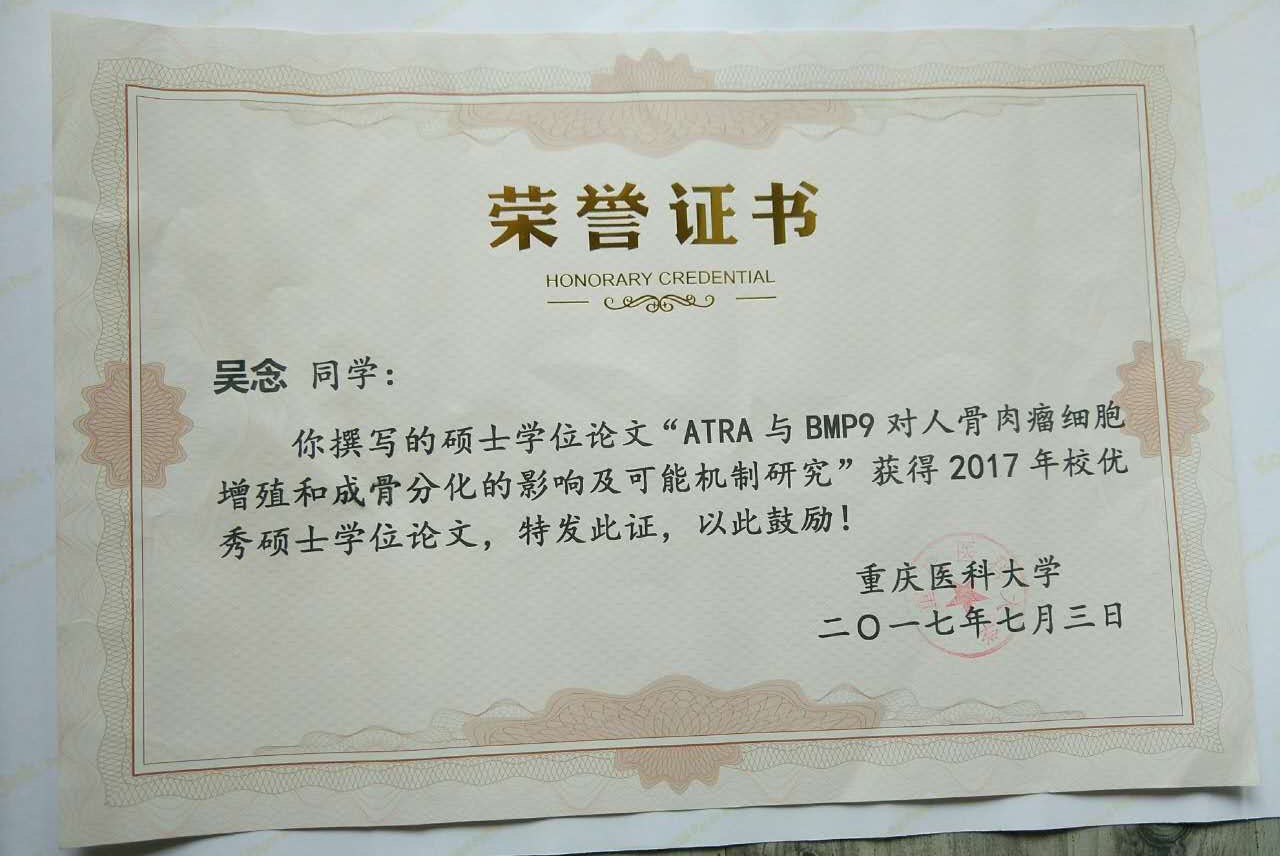 荣誉证书
HONORARY CREDENTIAL
吴念 同学：
你撰写的硕士学位论文“ATRA 与 BMP9 对人骨肉瘤细胞
增殖和成骨分化的影响及可能机制研究”获得 2017 年校优
秀硕士学位论文，特发此证，以此鼓励！
重庆医科大学
二〇一七年七月三日